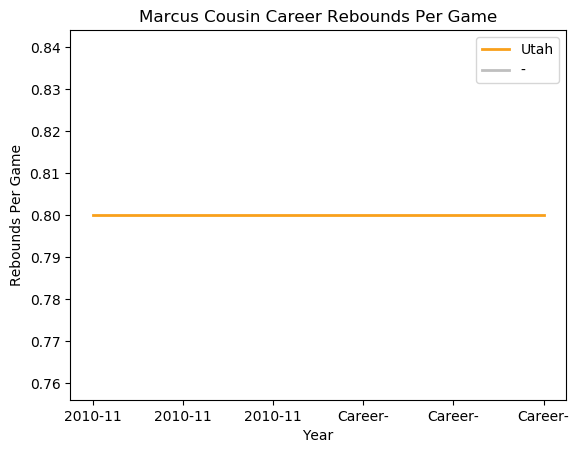 Marcus Cousin Career Rebounds Per Game
Utah
-
0.84
0.83
0.82
0.81
0.80
0.79
0.78
0.77
0.76
Rebounds Per Game
2010-11 2010-11 2010-11 Career- Career- Career-
Year